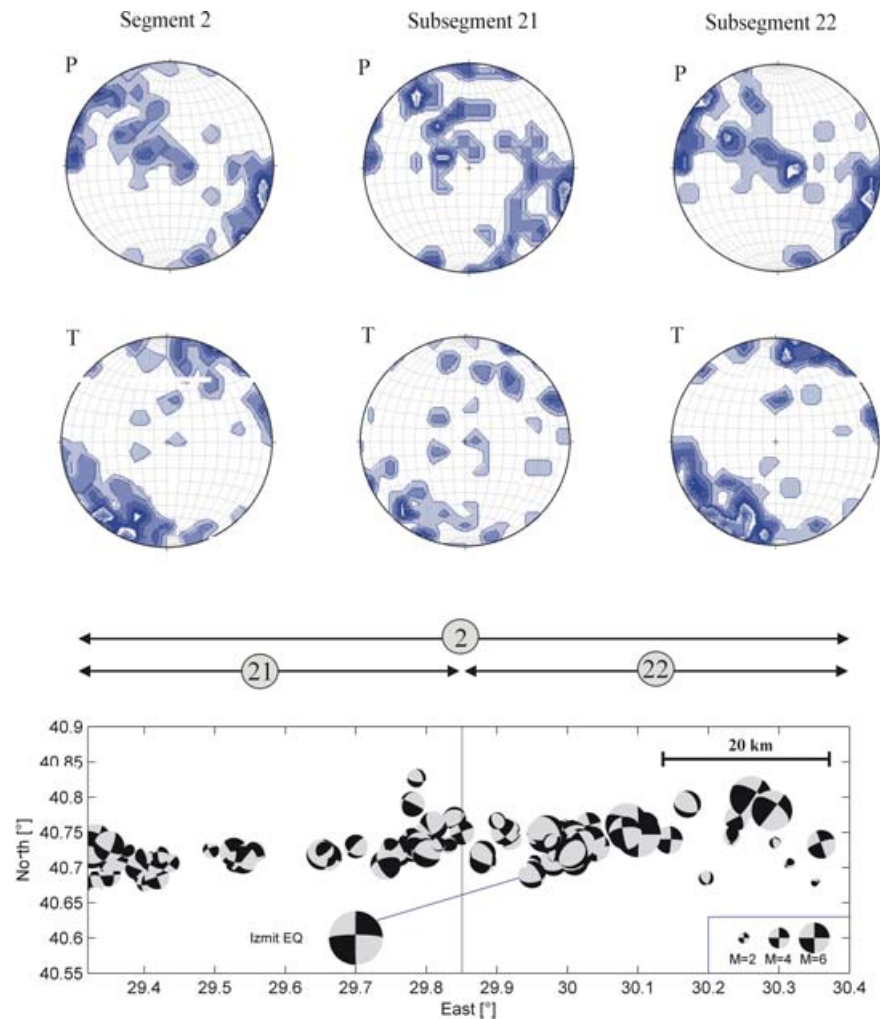 Segment 2
Subsegment 21
Subsegment 22
P
P
P
T
T
T
2
21
22
40.9
40.85
40.8
40.75
40.7
40.65
40.6
40.55
North [°]
20 km
Izmit EQ
M=2 M=4 M=6
29.4 29.5 29.6 29.7 29.8 29.9 30 30.1 30.2 30.3 30.4
East [°]